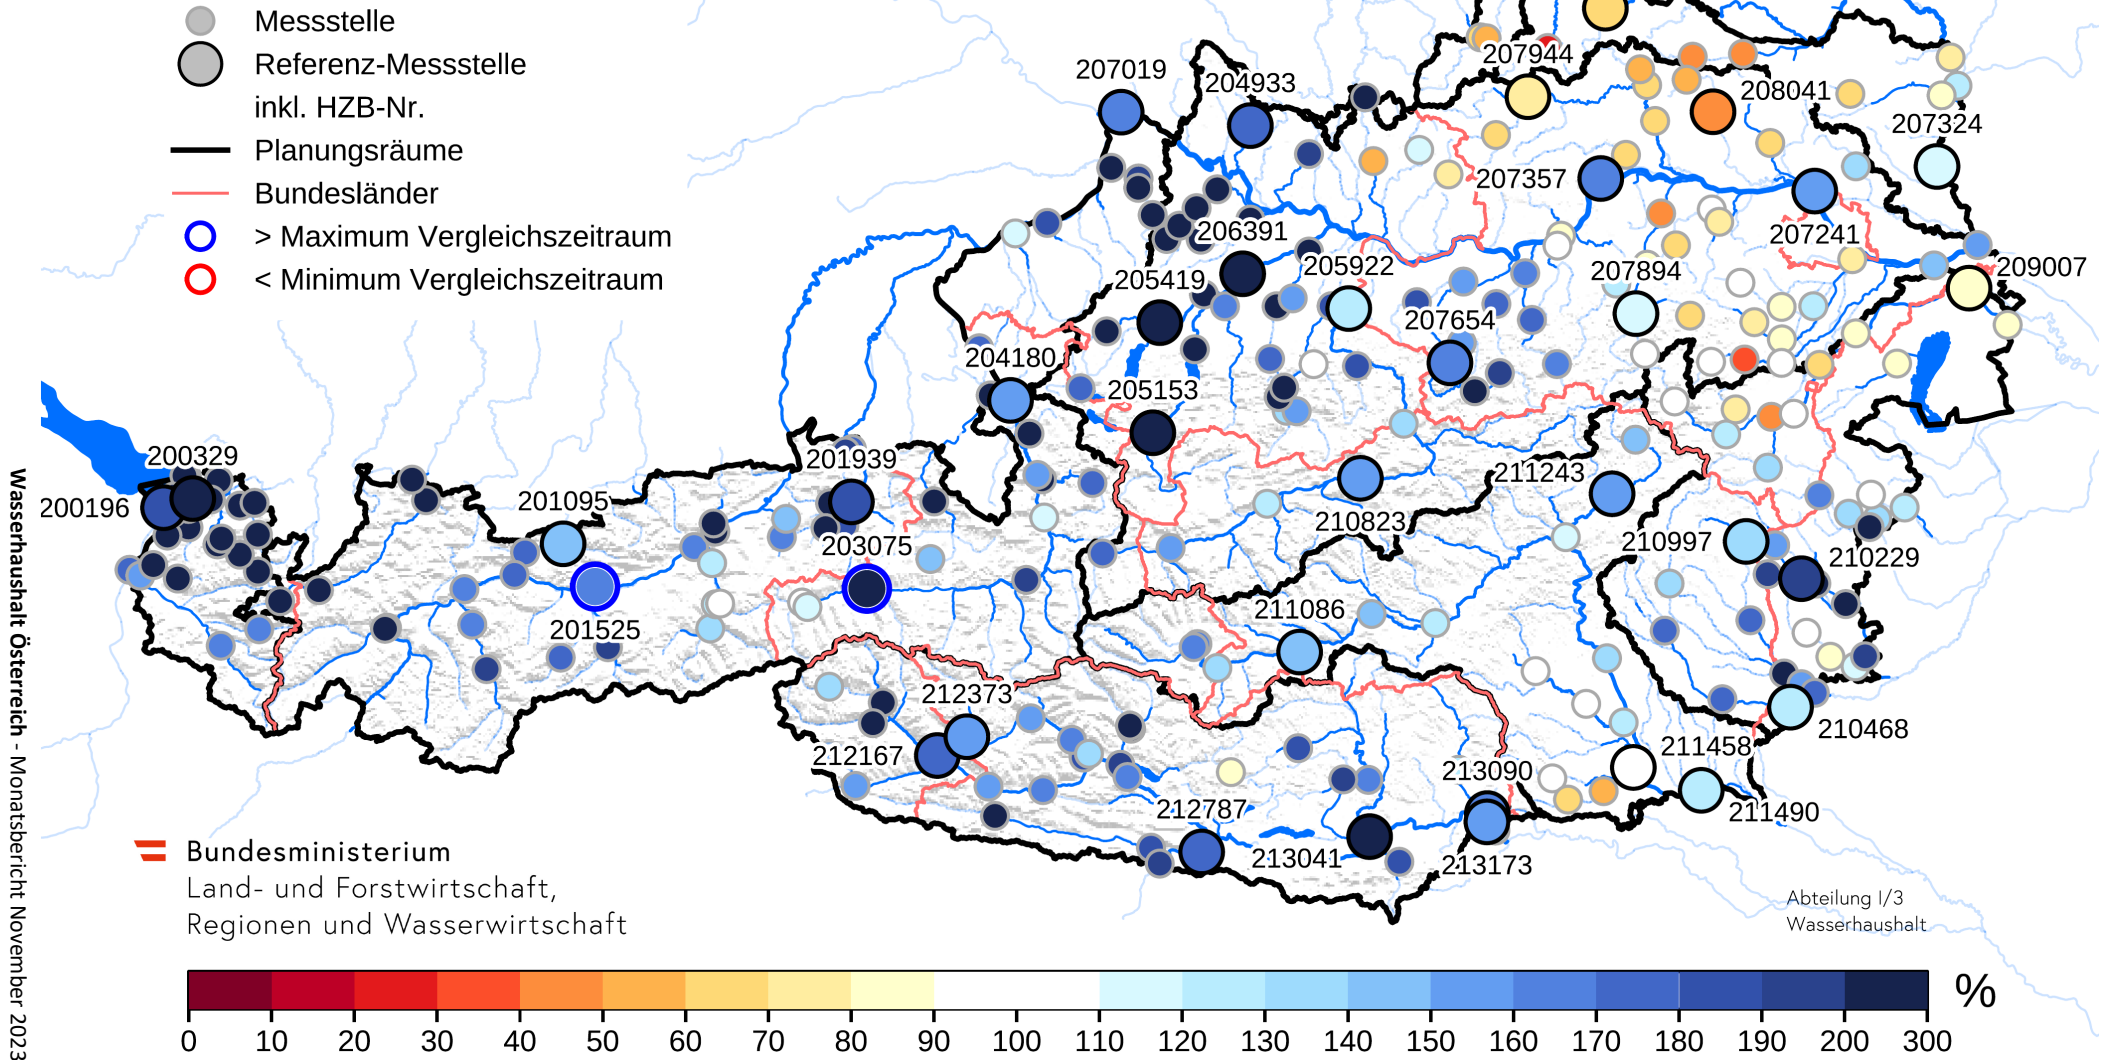 Messstelle
Referenz-Messstelle
inkl. HZB-Nr.
Planungsräume
Bundesländer
> Maximum Vergleichszeitraum
< Minimum Vergleichszeitraum
207944
207019
204933
208041
207324
207357
207241
206391
205922
205419
207894
209007
207654
204180
205153
200329
201939
200196
201095
211243
210823
203075
210997
210229
201525
211086
212373
212167
210468
211458
213090
212787
211490
213041
213173
Wasserhaushalt Österreich - Monatsbericht November 2023
Bundesministerium
Land- und Forstwirtschaft,
Regionen und Wasserwirtschaft
Abteilung I/3
Wasserhaushalt
%
0 10 20 30 40 50 60 70 80 90 100 110 120 130 140 150 160 170 180 190 200 300